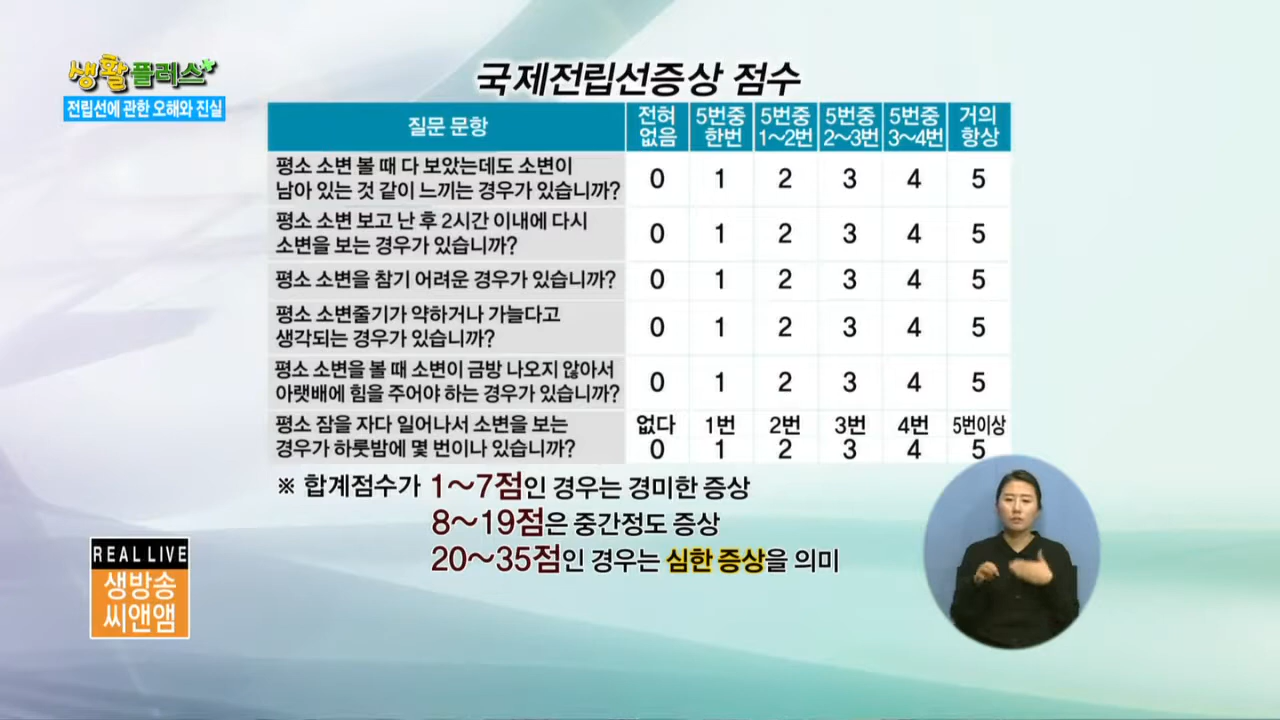 생활플러스+
전립선에 관한 오해와 진실
국제전립선증상 점수
질문 문항
전혀 없음
5번중 한번
5번중 1~2번
5번중 2~3번
5번중 3~4번
거의 항상
평소 소변 볼 때 다 보았는데도 소변이
남아 있는 것 같이 느끼는 경우가 있습니까?
0 1 2 3 4 5
평소 소변 보고 난 후 2시간 이내에 다시
소변을 보는 경우가 있습니까?
0 1 2 3 4 5
평소 소변을 참기 어려운 경우가 있습니까?
0 1 2 3 4 5
평소 소변줄기가 약하거나 가늘다고
생각되는 경우가 있습니까?
0 1 2 3 4 5
평소 소변을 볼 때 소변이 금방 나오지 않아서
아랫배에 힘을 주어야 하는 경우가 있습니까?
0 1 2 3 4 5
평소 잠을 자다 일어나서 소변을 보는
경우가 하룻밤에 몇 번이나 있습니까?
없다 1번 2번 3번 4번 5번이상
0 1 2 3 4 5
※ 합계점수가 1~7점인 경우는 경미한 증상
8~19점은 중간정도 증상
20~35점인 경우는 심한 증상을 의미
REAL LIVE
생방송
씨앤앰